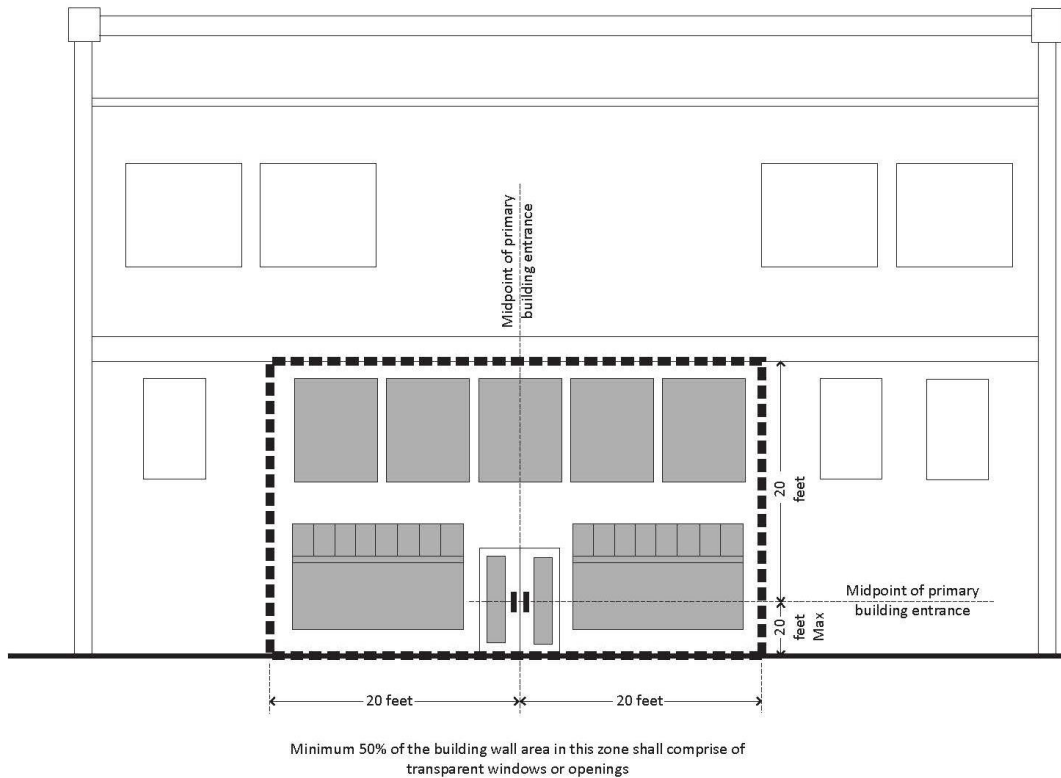 Midpoint of primary
building entrance
20
feet
Midpoint of primary
building entrance
20
feet
Max
20 feet
20 feet
Minimum 50% of the building wall area in this zone shall comprise of
transparent windows or openings